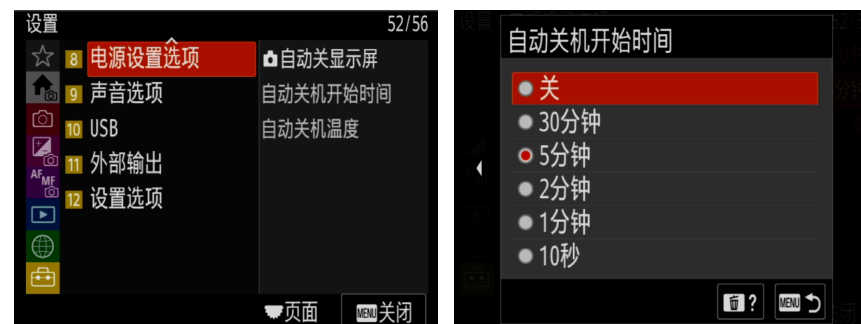 设置 52/56
8 电源设置选项
9 声音选项
10 USB
11 外部输出
12 设置选项
AF MF
自动关显示屏
自动关机开始时间
自动关机温度
页面 MENU 关闭
自动关机开始时间
关
30分钟
5分钟
2分钟
1分钟
10秒
? MENU